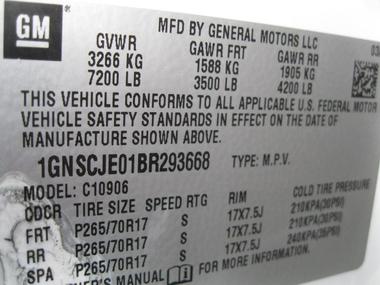 GM
MFD BY GENERAL MOTORS LLC
GVWR GAWR FRT GAWR RR
3266 KG 1588 KG 1905 KG
7200 LB 3500 LB 4200 LB
THIS VEHICLE CONFORMS TO ALL APPLICABLE U.S. FEDERAL MOTOR
VEHICLE SAFETY STANDARDS IN EFFECT ON THE DATE OF
MANUFACTURE SHOWN ABOVE.
1GNSCJE01BR293668 TYPE: M.P.V.
MODEL: C10906
CDCR TIRE SIZE SPEED RTG RIM COLD TIRE PRESSURE
FRT P265/70R17 S 17X7.5J 210KPA(30PSI)
RR P265/70R17 S 17X7.5J 210KPA(30PSI)
SPA P265/70R17 S 17X7.5J 240KPA(35PSI)
MANUAL FOR MORE INFORMATION.